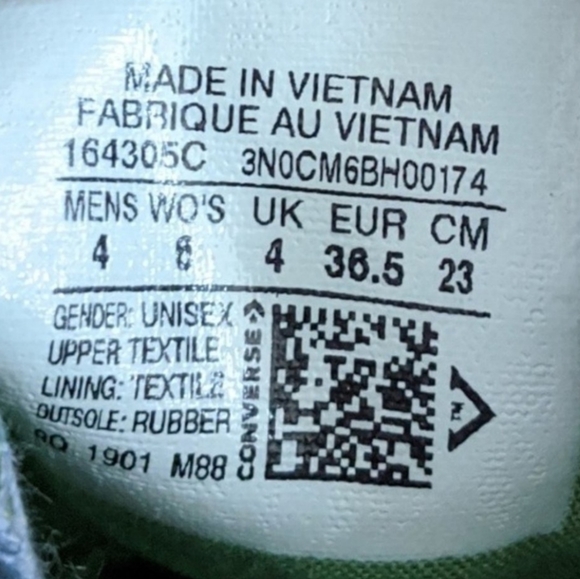 MADE IN VIETNAM
FABRIQUE AU VIETNAM
164305C 3N0CM6BH00174
MENS WO'S UK EUR CM
4 6 4 36.5 23
GENDER: UNISEX
UPPER TEXTILE
LINING: TEXTILE
OUTSOLE: RUBBER
1901 M88
CONVERSE